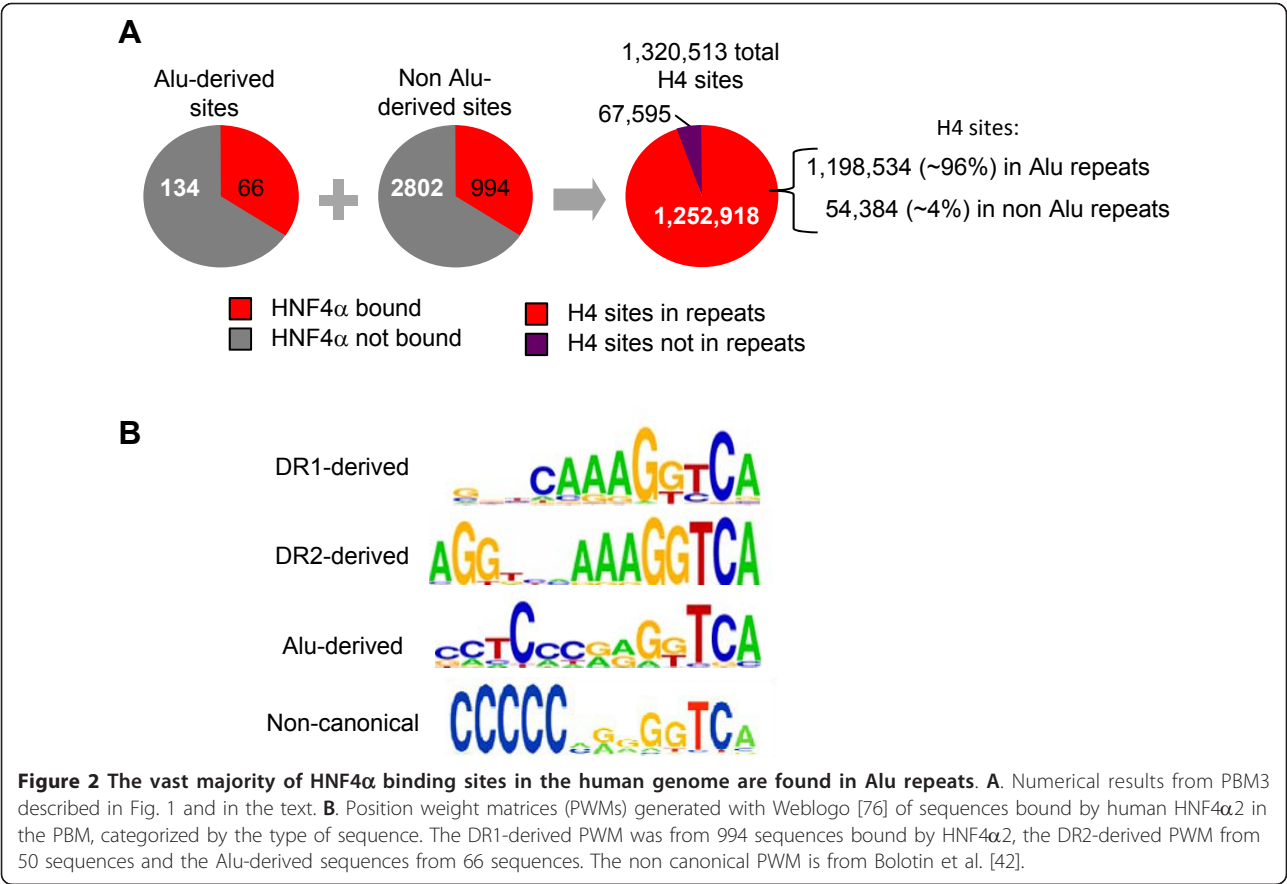 A
Alu-derived
sites
Non Alu-
derived sites
1,320,513 total
H4 sites
67,595
134
66
2802
994
1,252,918
H4 sites:
1,198,534 (~96%) in Alu repeats
54,384 (~4%) in non Alu repeats
HNF4α bound
HNF4α not bound
H4 sites in repeats
H4 sites not in repeats
B
DR1-derived
CAAAGGTCA
DR2-derived
AGGT AAAGGTCA
Alu-derived
CCTCCCGAGGTCA
Non-canonical
CCCCC GGTCA
Figure 2 The vast majority of HNF4α binding sites in the human genome are found in Alu repeats. A. Numerical results from PBM3
described in Fig. 1 and in the text. B. Position weight matrices (PWMs) generated with Weblogo [76] of sequences bound by human HNF4α2 in
the PBM, categorized by the type of sequence. The DR1-derived PWM was from 994 sequences bound by HNF4α2, the DR2-derived PWM from
50 sequences and the Alu-derived sequences from 66 sequences. The non canonical PWM is from Bolotin et al. [42].